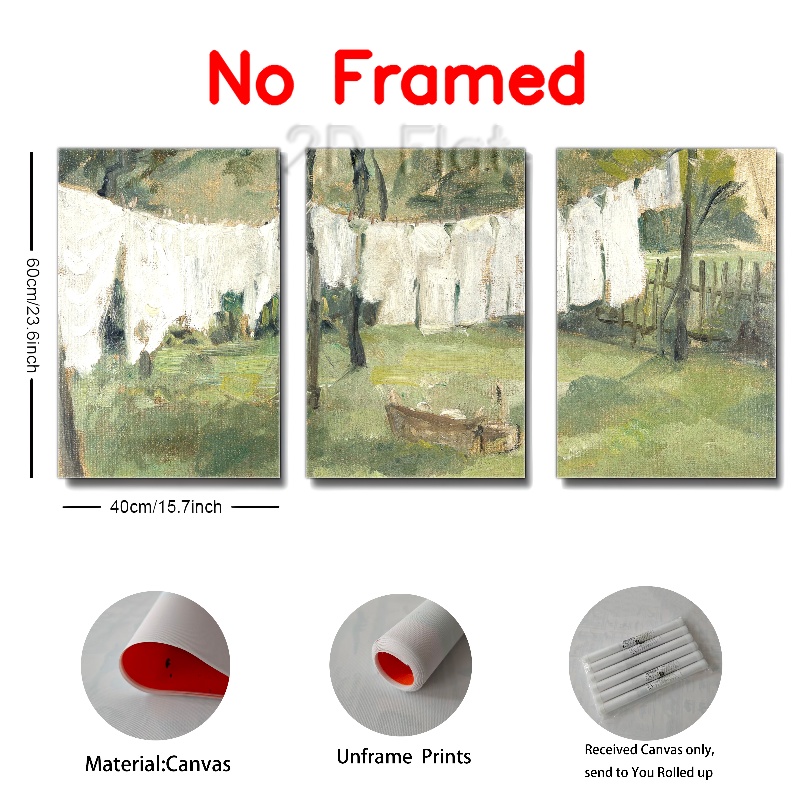 No Framed
2D Flat
60cm/23.6inch
40cm/15.7inch
Material:Canvas
Unframe Prints
Received Canvas only,
send to You Rolled up